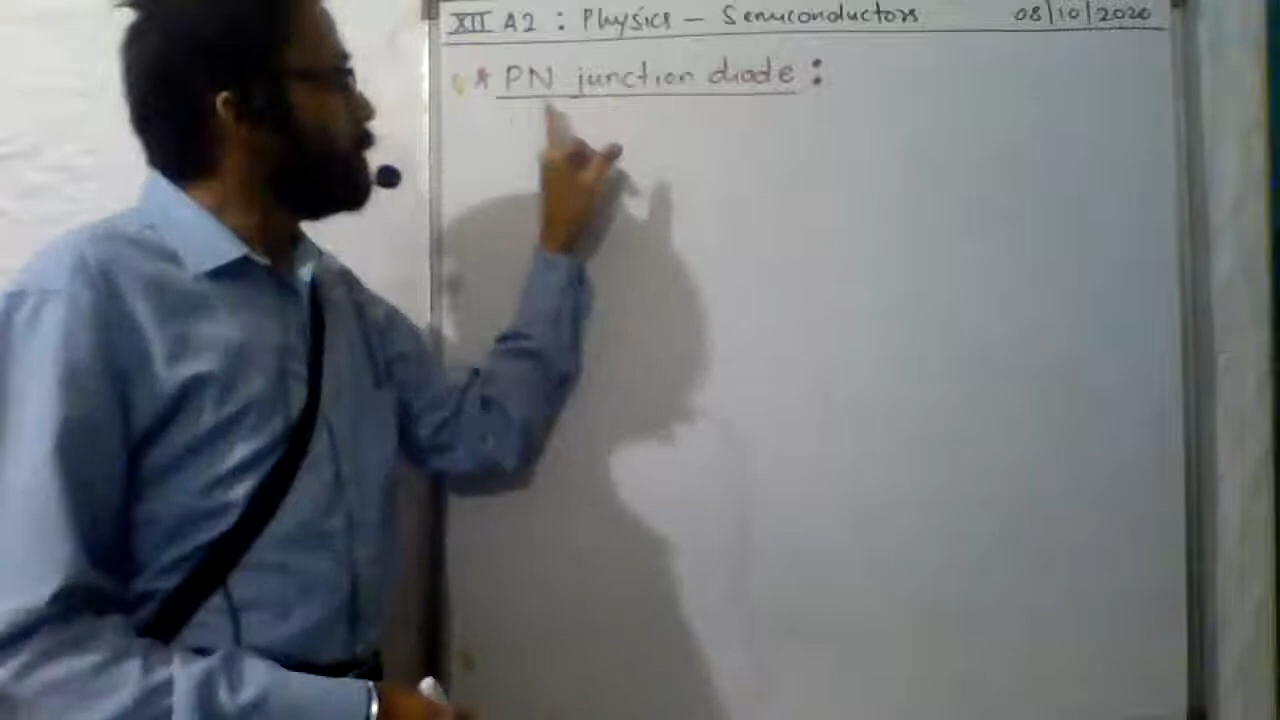 XII A2 : Physics - Semiconductors 08/10/2020
* PN junction diode :